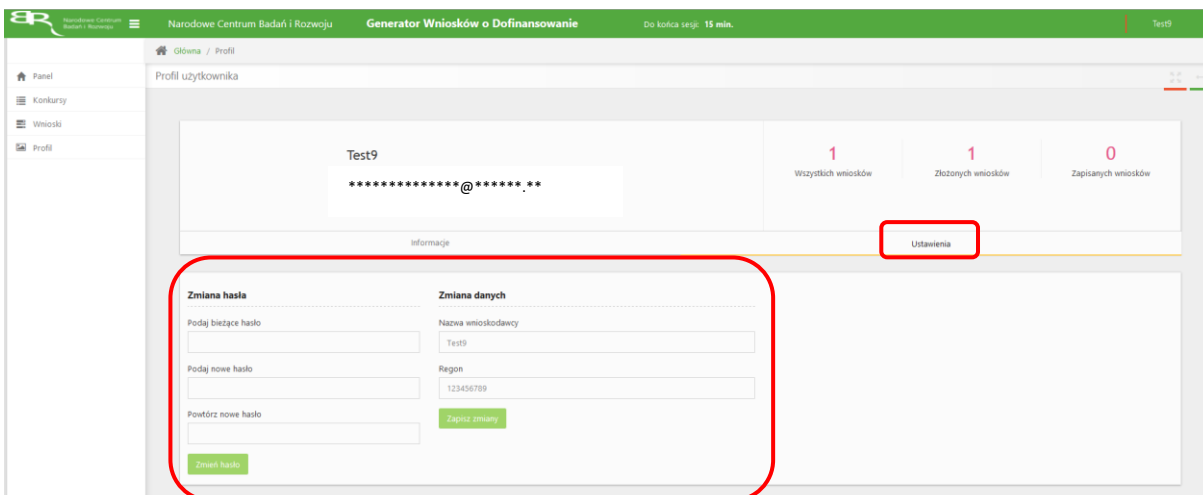 BR Narodowe Centrum
Badań i Rozwoju
Narodowe Centrum Badań i Rozwoju Generator Wniosków o Dofinansowanie Do końca sesji: 15 min. Test9
Główna / Profil
Panel
Konkursy
Wnioski
Profil
Profil użytkownika
Test9
**************@******.**
1 1 0
Wszystkich wniosków Złożonych wniosków Zapisanych wniosków
Informacje Ustawienia
Zmiana hasła
Podaj bieżące hasło
Podaj nowe hasło
Powtórz nowe hasło
Zmień hasło
Zmiana danych
Nazwa wnioskodawcy
Test9
Regon
123456789
Zapisz zmiany